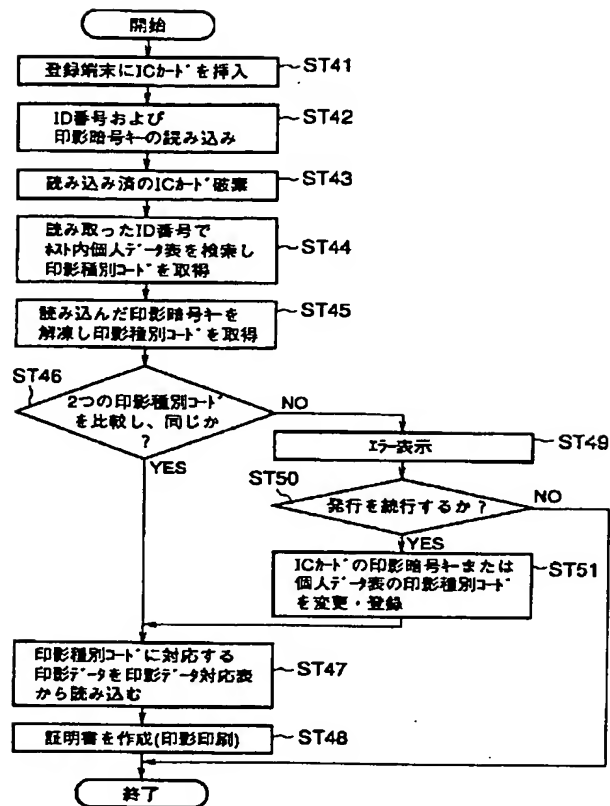 開始
登録端末にICカードを挿入
ST41
ID番号および
印影暗号キーの読み込み
ST42
読み込み済のICカード破棄
ST43
読み取ったID番号で
ホスト内個人データ表を検索し
印影種別コードを取得
ST44
読み込んだ印影暗号キーを
解凍し印影種別コードを取得
ST45
ST46
2つの印影種別コード
を比較し、同じか
?
NO
YES
エラー表示
ST49
ST50
発行を続行するか?
NO
YES
ICカードの印影暗号キーまたは
個人データ表の印影種別コード
を変更・登録
ST51
印影種別コードに対応する
印影データを印影データ対応表
から読み込む
ST47
証明書を作成(印影印刷)
ST48
終了